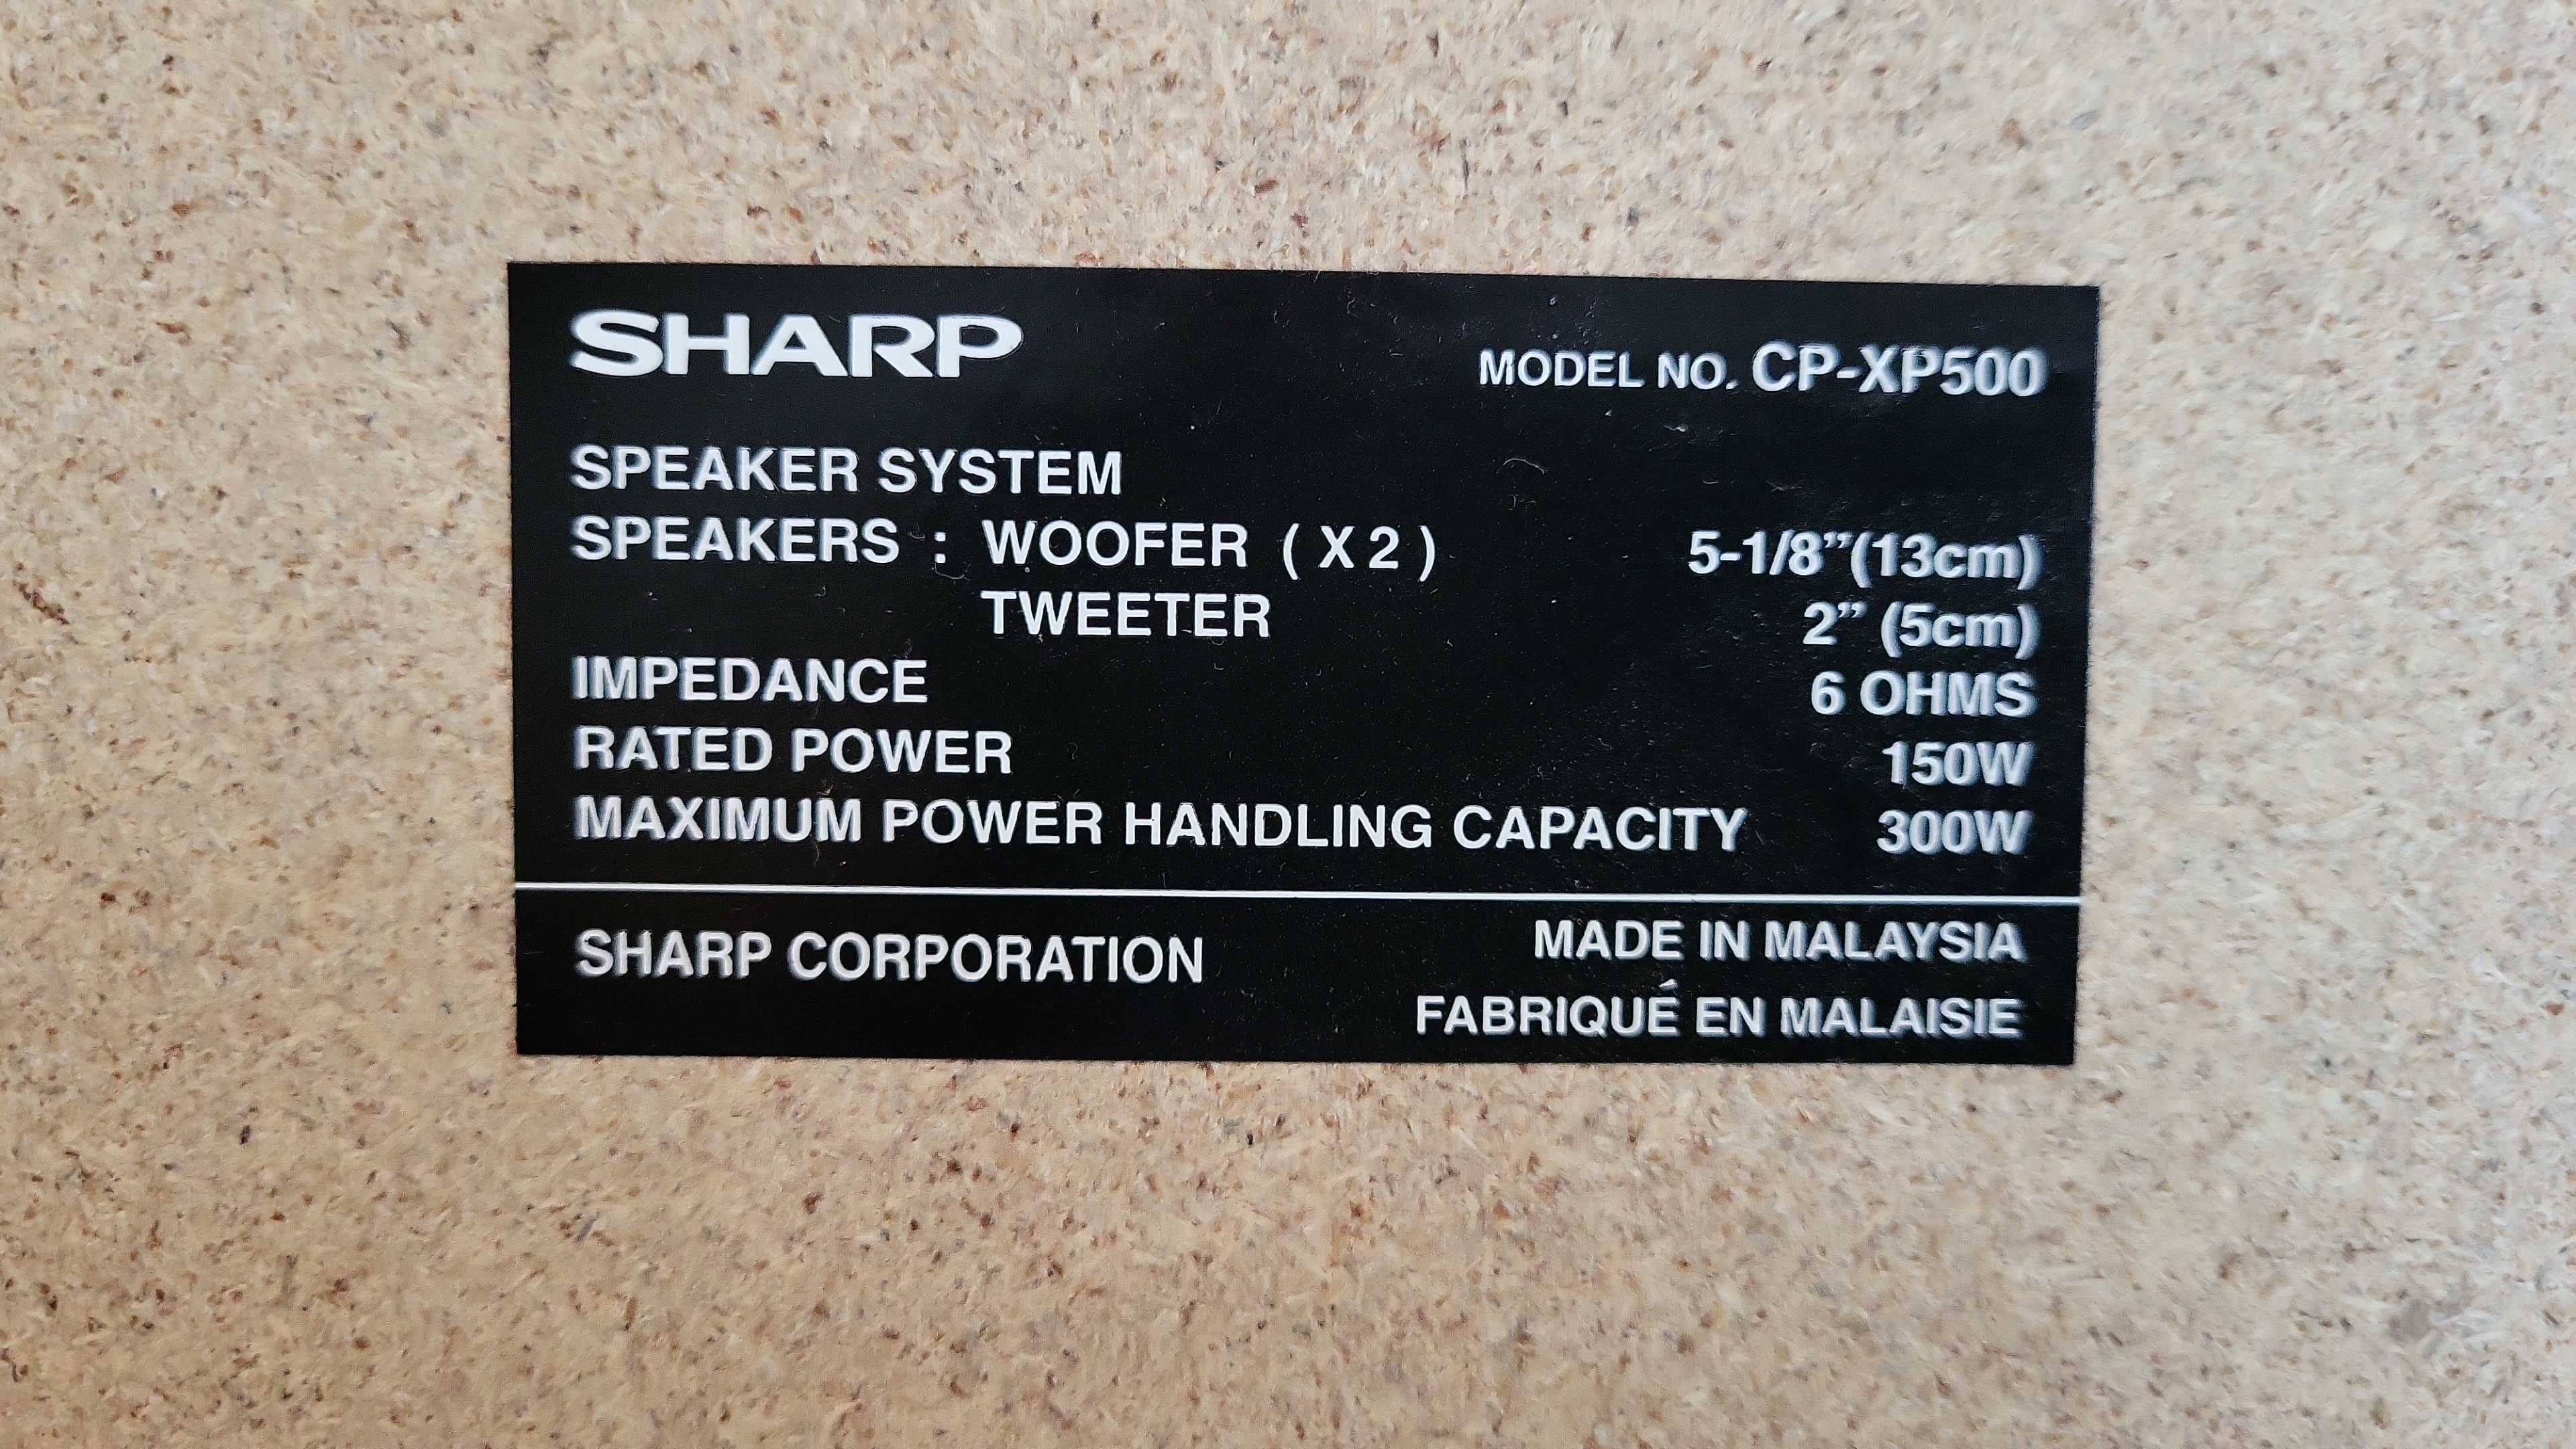 SHARP MODEL NO. CP-XP500
SPEAKER SYSTEM
SPEAKERS : WOOFER ( X 2 ) 5-1/8”(13cm)
TWEETER 2” (5cm)
IMPEDANCE 6 OHMS
RATED POWER 150W
MAXIMUM POWER HANDLING CAPACITY 300W
SHARP CORPORATION MADE IN MALAYSIA
FABRIQUÉ EN MALAISIE